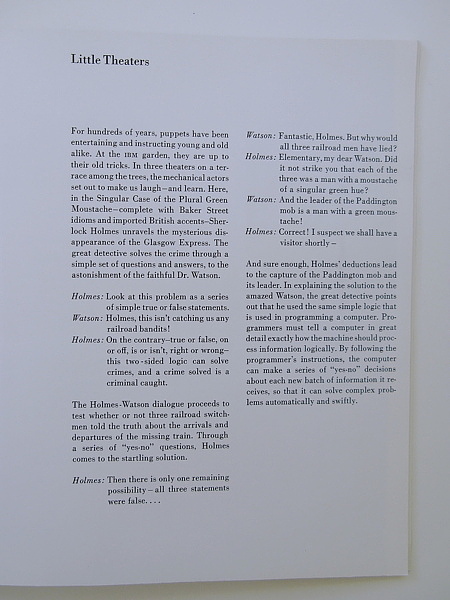 Little Theaters
For hundreds of years, puppets have been
entertaining and instructing young and old
alike. At the IBM garden, they are up to
their old tricks. In three theaters on a ter-
race among the trees, the mechanical actors
set out to make us laugh—and learn. Here,
in the Singular Case of the Plural Green
Moustache—complete with Baker Street
idioms and imported British accents—Sher-
lock Holmes unravels the mysterious dis-
appearance of the Glasgow Express. The
great detective solves the crime through a
simple set of questions and answers, to the
astonishment of the faithful Dr. Watson.
Holmes: Look at this problem as a series
of simple true or false statements.
Watson: Holmes, this isn't catching us any
railroad bandits!
Holmes: On the contrary—true or false, on
or off, is or isn't, right or wrong—
this two-sided logic can solve
crimes, and a crime solved is a
criminal caught.
The Holmes-Watson dialogue proceeds to
test whether or not three railroad switch-
men told the truth about the arrivals and
departures of the missing train. Through
a series of "yes-no" questions, Holmes
comes to the startling solution.
Holmes: Then there is only one remaining
possibility—all three statements
were false....
Watson: Fantastic, Holmes. But why would
all three railroad men have lied?
Holmes: Elementary, my dear Watson. Did
it not strike you that each of the
three was a man with a moustache
of a singular green hue?
Watson: And the leader of the Paddington
mob is a man with a green mous-
tache!
Holmes: Correct! I suspect we shall have a
visitor shortly—
And sure enough, Holmes' deductions lead
to the capture of the Paddington mob and
its leader. In explaining the solution to the
amazed Watson, the great detective points
out that he used the same simple logic that
is used in programming a computer. Pro-
grammers must tell a computer in great
detail exactly how the machine should pro-
cess information logically. By following the
programmer's instructions, the computer
can make a series of "yes-no" decisions
about each new batch of information it re-
ceives, so that it can solve complex prob-
lems automatically and swiftly.